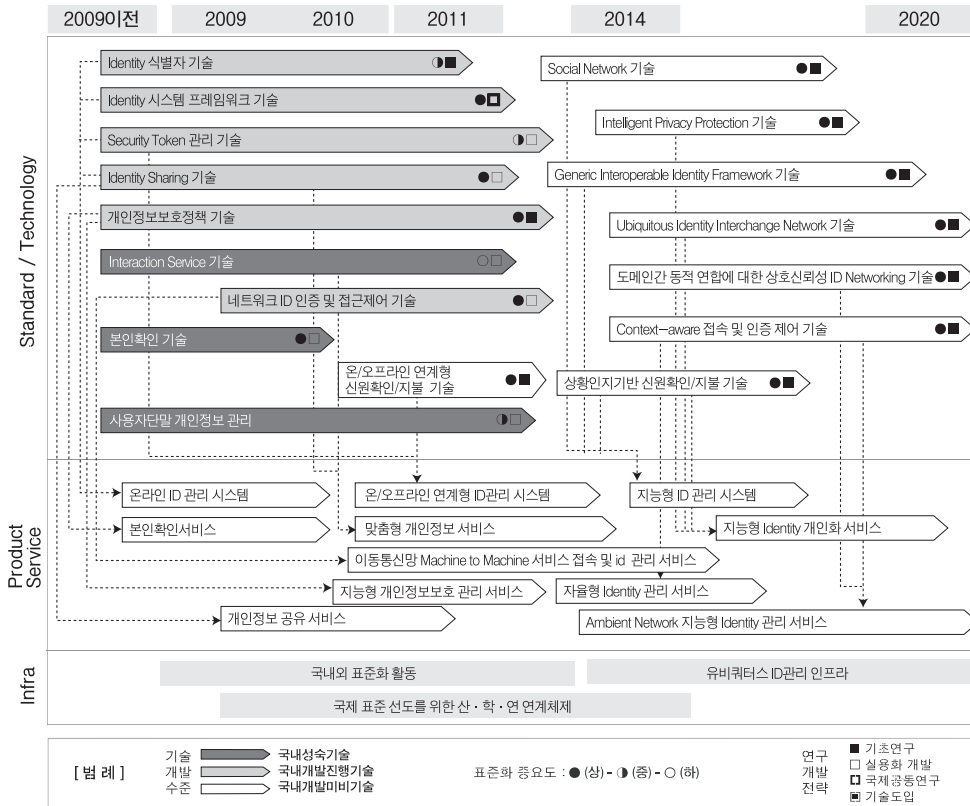 2009이전 2009 2010 2011 2014 2020
Standard / Technology
Identity 식별자 기술
Social Network 기술
Identity 시스템 프레임워크 기술
Intelligent Privacy Protection 기술
Security Token 관리 기술
Identity Sharing 기술
Generic Interoperable Identity Framework 기술
개인정보보호정책 기술
Ubiquitous Identity Interchange Network 기술
Interaction Service 기술
도메인간 동적 연합에 대한 상호신뢰성 ID Networking 기술
네트워크 ID 인증 및 접근제어 기술
Context-aware 접속 및 인증 제어 기술
본인확인 기술
온/오프라인 연계형
신원확인/지불 기술
상황인지기반 신원확인/지불 기술
사용자단말 개인정보 관리
Product
Service
온라인 ID 관리 시스템
온/오프라인 연계형 ID관리 시스템
지능형 ID 관리 시스템
본인확인서비스
맞춤형 개인정보 서비스
지능형 Identity 개인화 서비스
이동통신망 Machine to Machine 서비스 접속 및 id 관리 서비스
지능형 개인정보보호 관리 서비스
자율형 Identity 관리 서비스
개인정보 공유 서비스
Ambient Network 지능형 Identity 관리 서비스
Infra
국내외 표준화 활동
유비쿼터스 ID관리 인프라
국제 표준 선도를 위한 산·학·연 연계체제
[범 례]
기술
개발
수준
국내성숙기술
국내개발진행기술
국내개발미비기술
표준화 중요도 : ● (상) - ◑ (중) - ○ (하)
연구
개발
전략
■ 기초연구
□ 실용화 개발
국제공동연구
▣ 기술도입